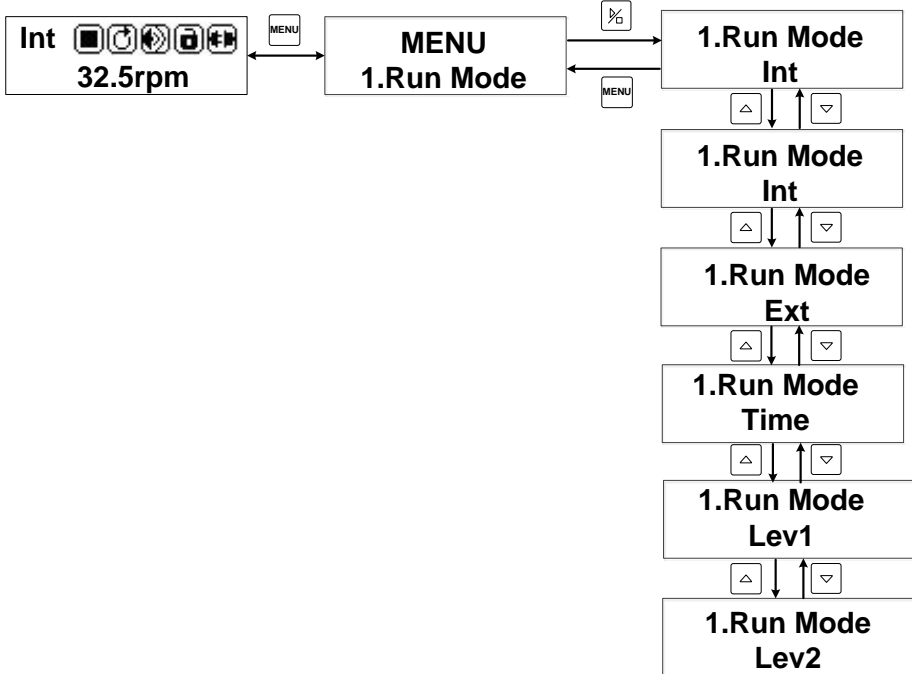 Int
32.5rpm
MENU
MENU
1.Run Mode
MENU
1.Run Mode
Int
1.Run Mode
Int
1.Run Mode
Ext
1.Run Mode
Time
1.Run Mode
Lev1
1.Run Mode
Lev2